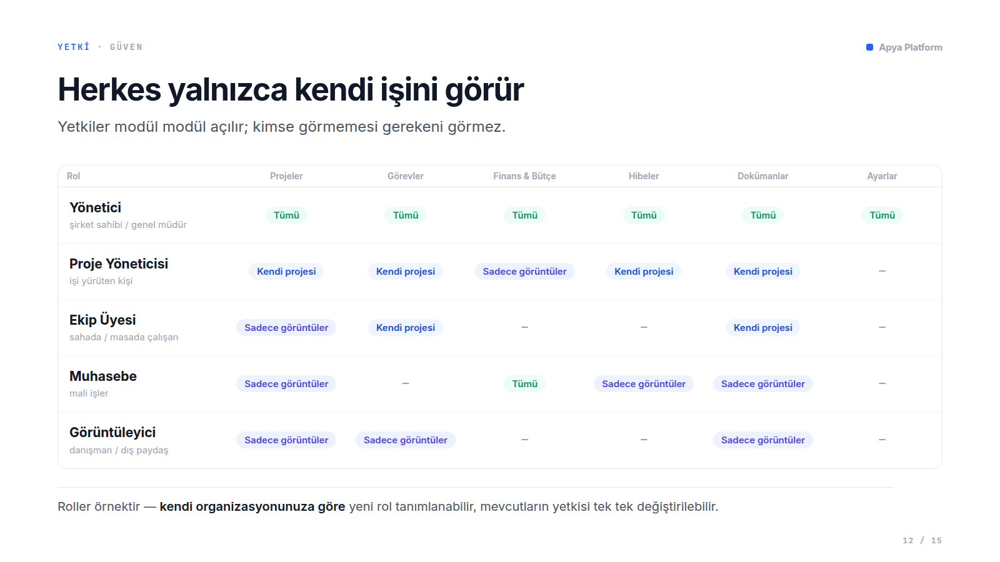 YETKİ · GÜVEN
Apya Platform
Herkes yalnızca kendi işini görür
Yetkiler modül modül açılır; kimse görmemesi gerekeni görmez.
Rol Projeler Görevler Finans & Bütçe Hibeler Dokümanlar Ayarlar
Yönetici
şirket sahibi / genel müdür
Tümü Tümü Tümü Tümü Tümü Tümü
Proje Yöneticisi
işi yürüten kişi
Kendi projesi Kendi projesi Sadece görüntüler Kendi projesi Kendi projesi –
Ekip Üyesi
sahada / masada çalışan
Sadece görüntüler Kendi projesi – – Kendi projesi –
Muhasebe
mali işler
Sadece görüntüler – Tümü Sadece görüntüler Sadece görüntüler –
Görüntüleyici
danışman / dış paydaş
Sadece görüntüler Sadece görüntüler – – Sadece görüntüler –
Roller örnektir — kendi organizasyonunuza göre yeni rol tanımlanabilir, mevcutların yetkisi tek tek değiştirilebilir.
12 / 15